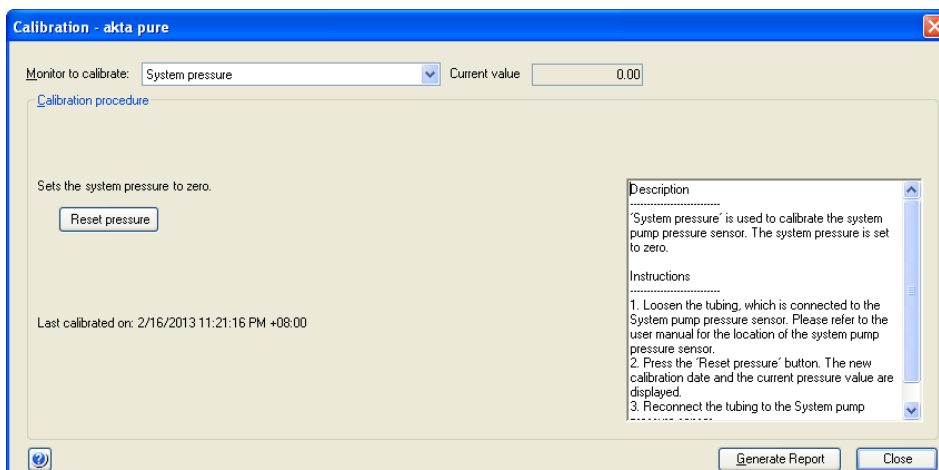 Calibration - akta pure
Monitor to calibrate: System pressure Current value 0.00
Calibration procedure
Sets the system pressure to zero.
Reset pressure
Last calibrated on: 2/16/2013 11:21:16 PM +08:00
Description
---------------------------
´System pressure´ is used to calibrate the system
pump pressure sensor. The system pressure is set
to zero.
Instructions
---------------------------
1. Loosen the tubing, which is connected to the
System pump pressure sensor. Please refer to the
user manual for the location of the system pump
pressure sensor.
2. Press the ´Reset pressure´ button. The new
calibration date and the current pressure value are
displayed.
3. Reconnect the tubing to the System pump
Generate Report
Close